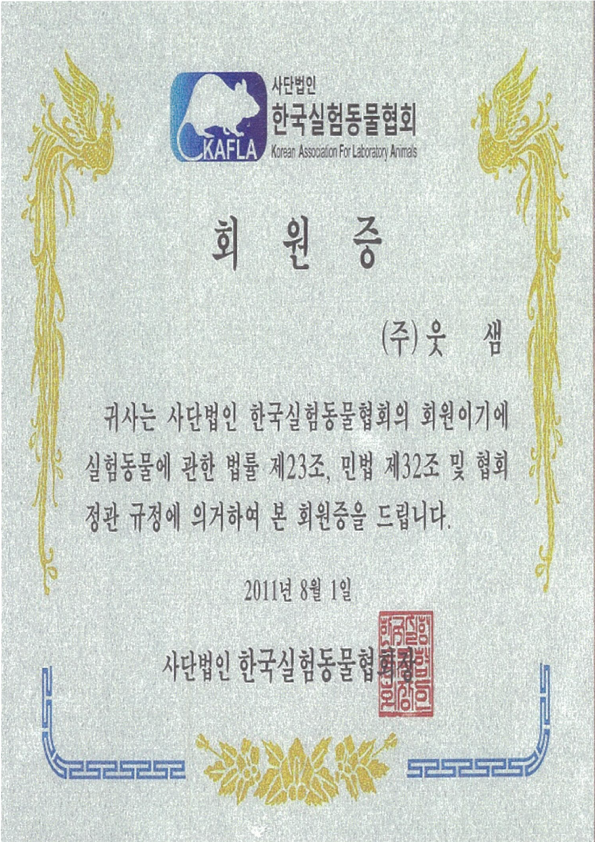 사단법인
한국실험동물협회
KAFLA
Korean Association For Laboratory Animals
회 원 증
(주) 웃 샘
귀사는 사단법인 한국실험동물협회의 회원이기에
실험동물에 관한 법률 제23조, 민법 제32조 및 협회
정관 규정에 의거하여 본 회원증을 드립니다.
2011년 8월 1일
사단법인 한국실험동물협회장